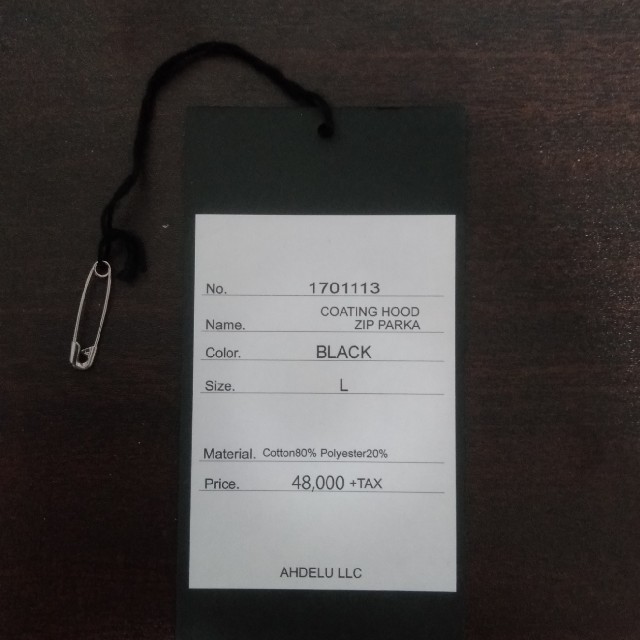 No. 1701113
COATING HOOD
Name. ZIP PARKA
Color. BLACK
Size. L
Material. Cotton80% Polyester20%
Price. 48,000 +TAX
AHDELU LLC